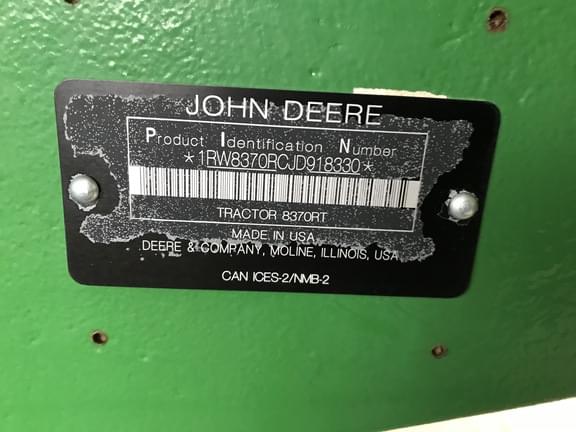 JOHN DEERE
Product Identification Number
*1RW8370RCJD918330*
TRACTOR 8370RT
MADE IN USA
DEERE & COMPANY, MOLINE, ILLINOIS, USA
CAN ICES-2/NMB-2